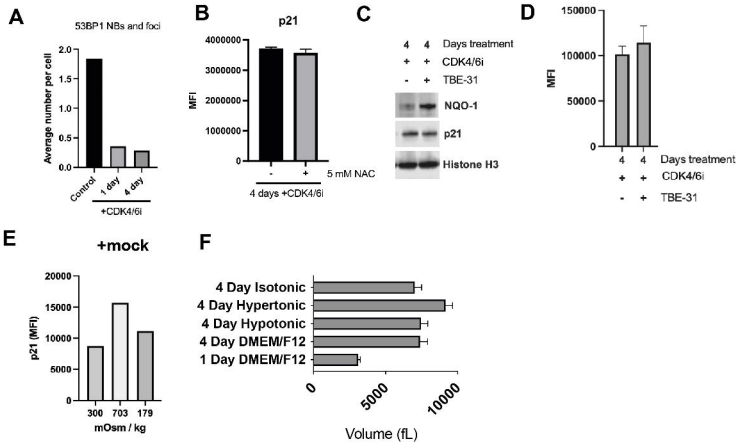 A
53BP1 NBs and foci
Average number per cell
2.0
1.5
1.0
0.5
0.0
Control
1 day
4 day
+CDK4/6i
B
p21
MFI
4000000
3000000
2000000
1000000
0
- + 5 mM NAC
4 days +CDK4/6i
C
4 4 Days treatment
+ + CDK4/6i
- + TBE-31
NQO-1
p21
Histone H3
D
MFI
150000
100000
50000
0
4 4 Days treatment
+ + CDK4/6i
- + TBE-31
E
+mock
p21 (MFI)
20000
15000
10000
5000
0
300 703 179
mOsm / kg
F
4 Day Isotonic
4 Day Hypertonic
4 Day Hypotonic
4 Day DMEM/F12
1 Day DMEM/F12
0 5000 10000
Volume (fL)